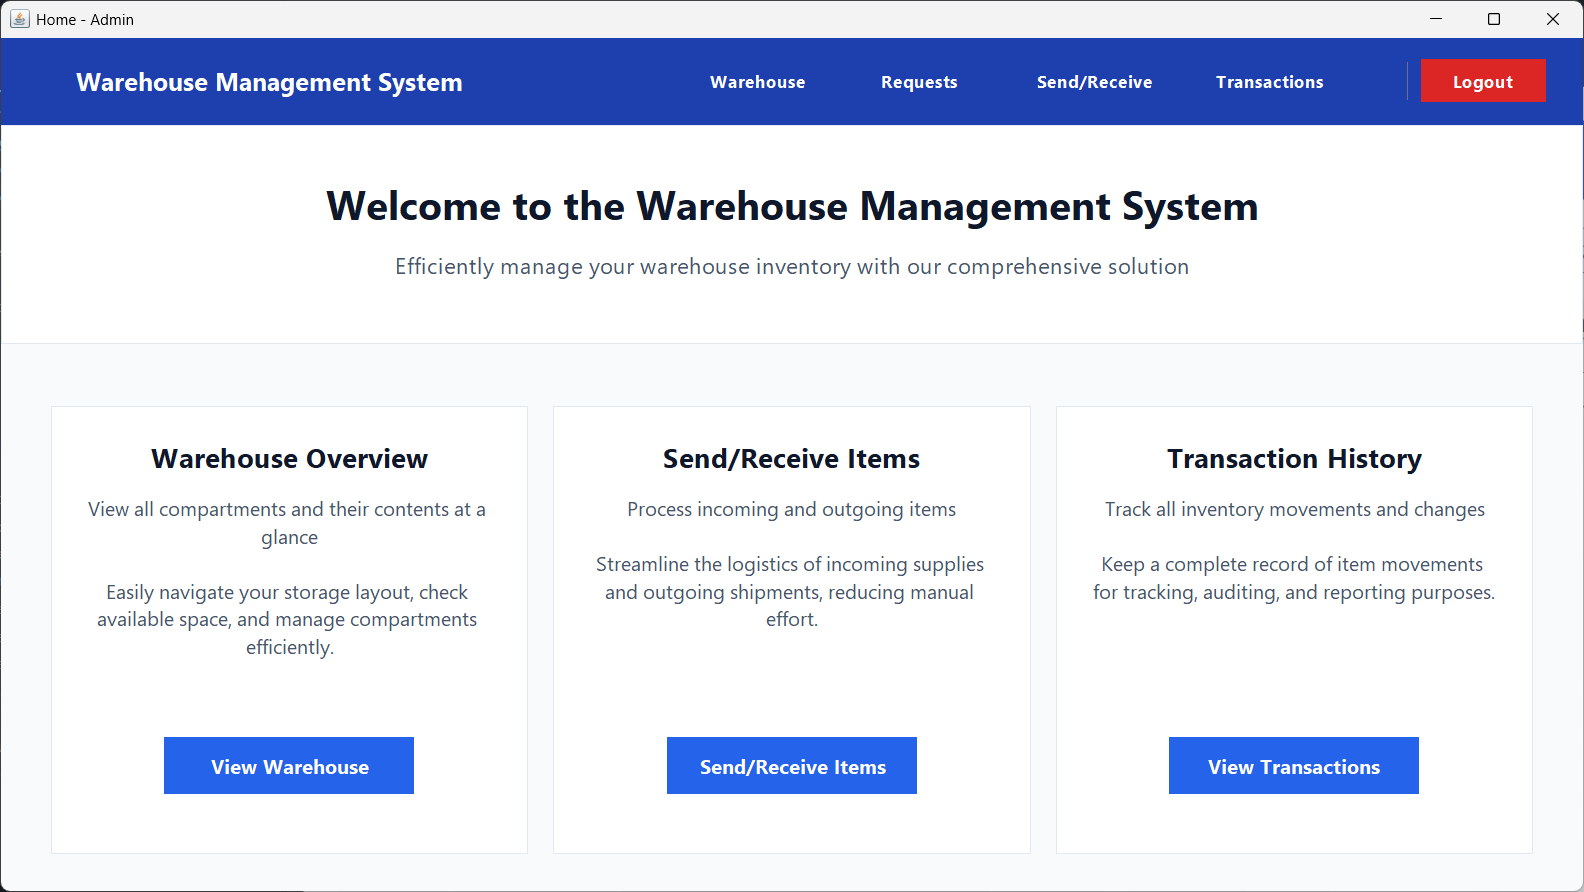 Home - Admin
Warehouse Management System
Warehouse
Requests
Send/Receive
Transactions
Logout
Welcome to the Warehouse Management System
Efficiently manage your warehouse inventory with our comprehensive solution
Warehouse Overview
View all compartments and their contents at a
glance
Easily navigate your storage layout, check
available space, and manage compartments
efficiently.
View Warehouse
Send/Receive Items
Process incoming and outgoing items
Streamline the logistics of incoming supplies
and outgoing shipments, reducing manual
effort.
Send/Receive Items
Transaction History
Track all inventory movements and changes
Keep a complete record of item movements
for tracking, auditing, and reporting purposes.
View Transactions